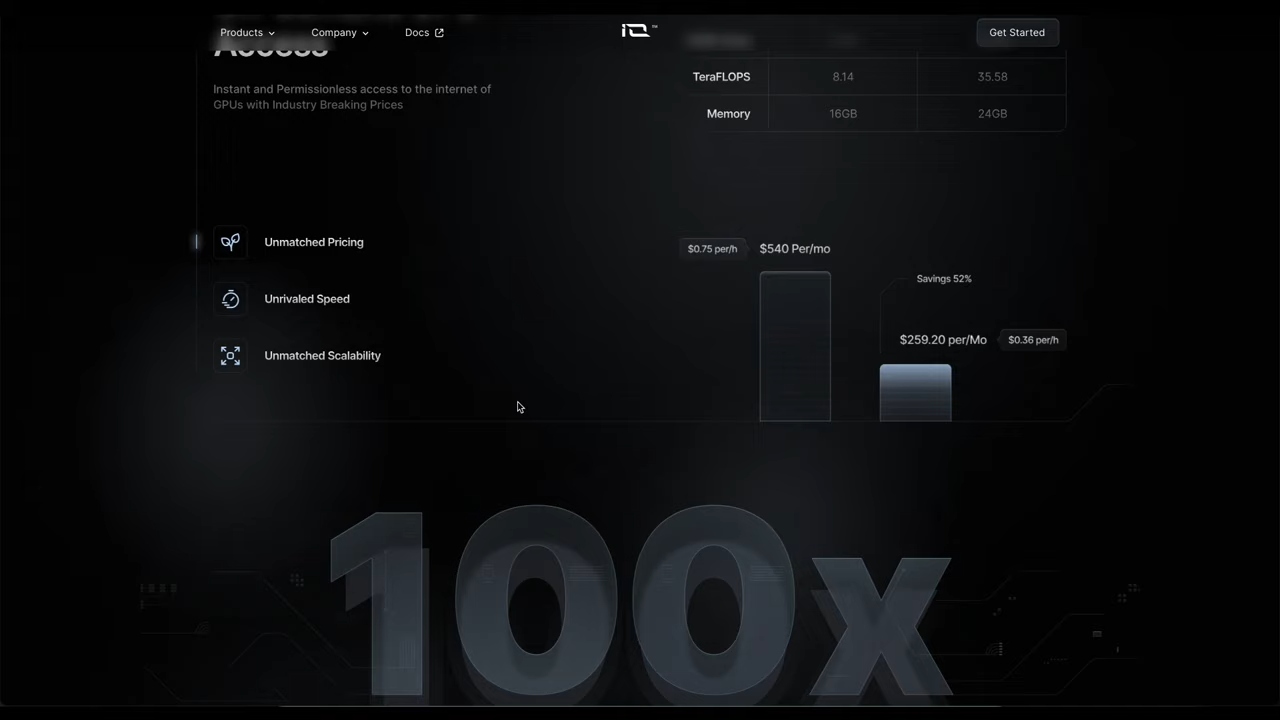 Products
Company
Docs
IO™
Get Started
Access
Instant and Permissionless access to the internet of
GPUs with Industry Breaking Prices
TeraFLOPS 8.14 35.58
Memory 16GB 24GB
Unmatched Pricing
Unrivaled Speed
Unmatched Scalability
$0.75 per/h $540 Per/mo
Savings 52%
$259.20 per/Mo $0.36 per/h
100x